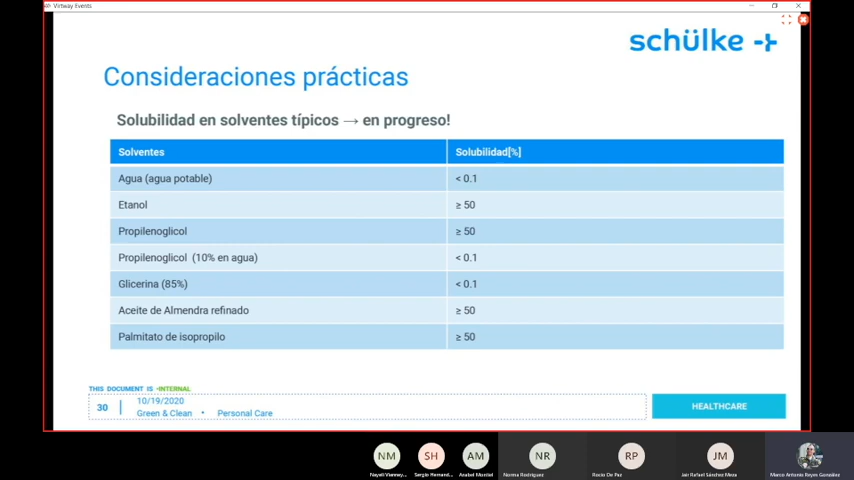 Virtway Events
schülke
Consideraciones prácticas
Solubilidad en solventes típicos → en progreso!
Solventes Solubilidad[%]
Agua (agua potable) < 0.1
Etanol ≥ 50
Propilenoglicol ≥ 50
Propilenoglicol (10% en agua) < 0.1
Glicerina (85%) < 0.1
Aceite de Almendra refinado ≥ 50
Palmitato de isopropilo ≥ 50
THIS DOCUMENT IS -INTERNAL
30
10/19/2020
Green & Clean • Personal Care
HEALTHCARE
NM SH AM NR RP JM
Norma Rodriguez Rocio De Paz Jair Rafael Sánchez Meza Marco Antonio Reyes González